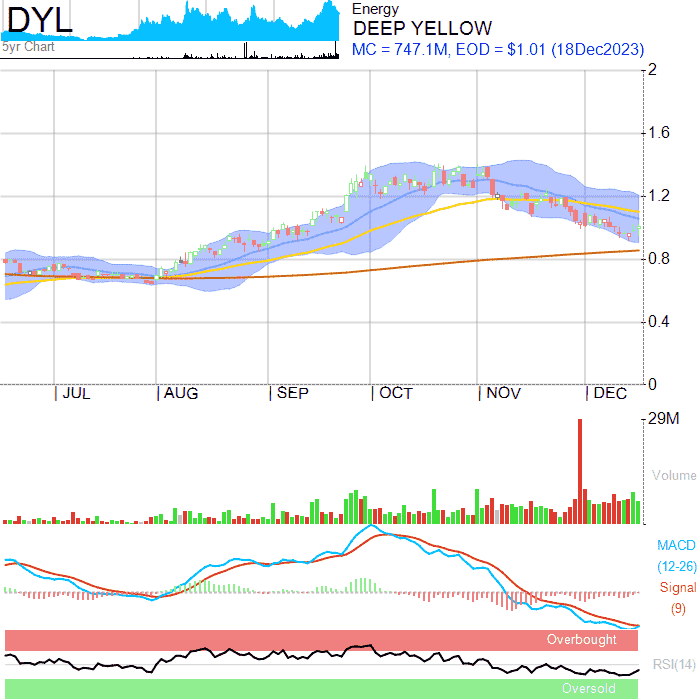 DYL
5yr Chart
Energy
DEEP YELLOW
MC = 747.1M, EOD = $1.01 (18Dec2023)
2
1.6
1.2
0.8
0.4
0
JUL AUG SEP OCT NOV DEC
29M
Volume
MACD
(12-26)
Signal
(9)
Overbought
RSI(14)
Oversold